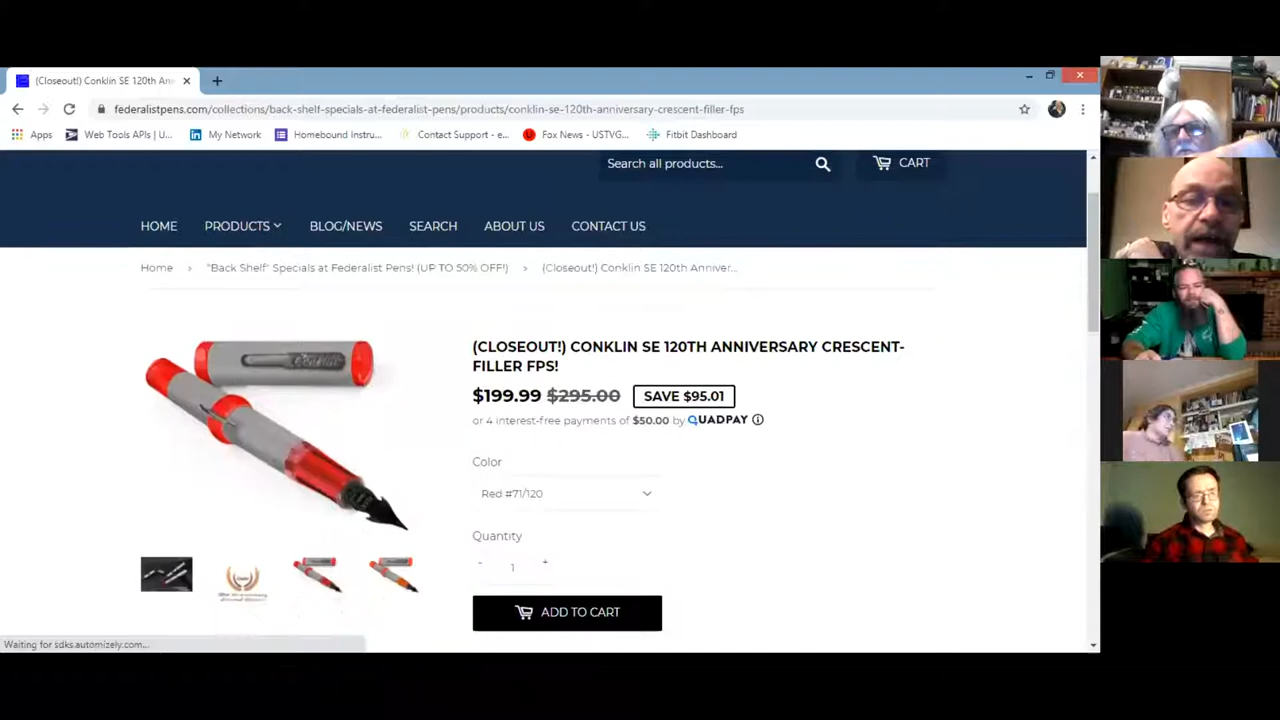 (Closeout!) Conklin SE 120th An
federalistpens.com/collections/back-shelf-specials-at-federalist-pens/products/conklin-se-120th-anniversary-crescent-filler-fps
Apps Web Tools APIs | U... My Network Homebound Instru... Contact Support - e... Fox News - USTVG... Fitbit Dashboard
Search all products... CART
HOME PRODUCTS BLOG/NEWS SEARCH ABOUT US CONTACT US
Home › "Back Shelf" Specials at Federalist Pens! (UP TO 50% OFF!) › (Closeout!) Conklin SE 120th Anniver...
Conklin
(CLOSEOUT!) CONKLIN SE 120TH ANNIVERSARY CRESCENT-
FILLER FPS!
$199.99 $295.00 SAVE $95.01
or 4 interest-free payments of $50.00 by QUADPAY
Color
Red #71/120
Quantity
- 1 +
ADD TO CART
Waiting for sdks.automizely.com...